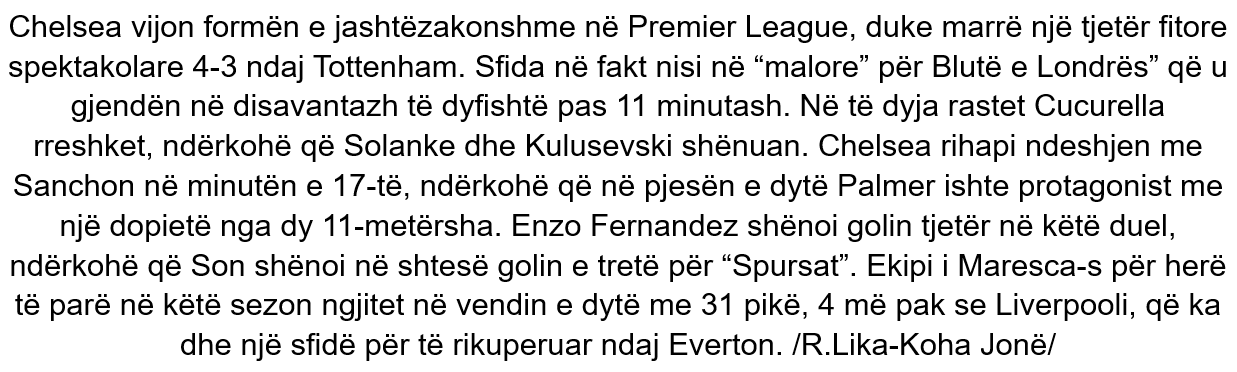 Chelsea vijon formën e jashtëzakonshme në Premier League, duke marrë një tjetër fitore
spektakolare 4-3 ndaj Tottenham. Sfida në fakt nisi në “malore” për Blutë e Londrës” që u
gjendën në disavantazh të dyfishtë pas 11 minutash. Në të dyja rastet Cucurella
rreshket, ndërkohë që Solanke dhe Kulusevski shënuan. Chelsea rihapi ndeshjen me
Sanchon në minutën e 17-të, ndërkohë që në pjesën e dytë Palmer ishte protagonist me
një dopietë nga dy 11-metërsha. Enzo Fernandez shënoi golin tjetër në këtë duel,
ndërkohë që Son shënoi në shtesë golin e tretë për “Spursat”. Ekipi i Maresca-s për herë
të parë në këtë sezon ngjitet në vendin e dytë me 31 pikë, 4 më pak se Liverpooli, që ka
dhe një sfidë për të rikuperuar ndaj Everton. /R.Lika-Koha Jonë/